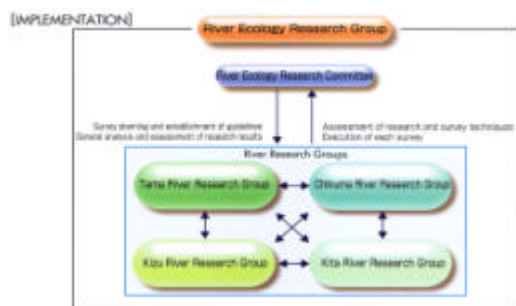 [IMPLEMENTATION]
River Ecology Research Group
River Ecology Research Committee
Survey planning and establishment of guidelines
General analysis and assessment of research results
Assessment of research and survey techniques
Execution of each survey
River Research Groups
Tama River Research Group
Chikuma River Research Group
Kizu River Research Group
Kita River Research Group